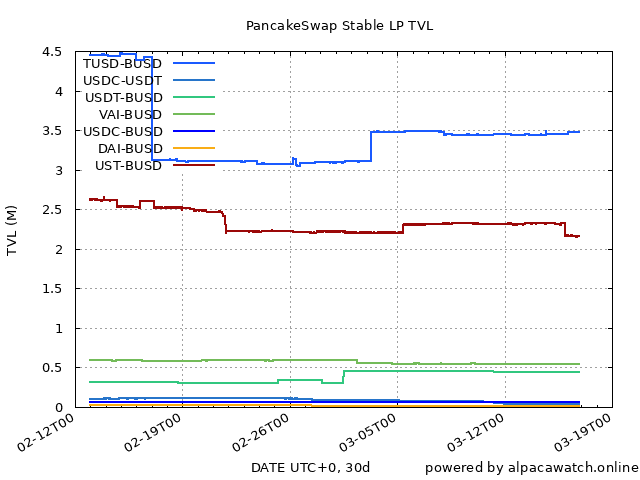 PancakeSwap Stable LP TVL
4.5
4
3.5
3
2.5
2
1.5
1
0.5
0
TVL (M)
TUSD-BUSD
USDC-USDT
USDT-BUSD
VAI-BUSD
USDC-BUSD
DAI-BUSD
UST-BUSD
02-12T00
02-19T00
02-26T00
03-05T00
03-12T00
03-19T00
DATE UTC+0, 30d
powered by alpacawatch.online